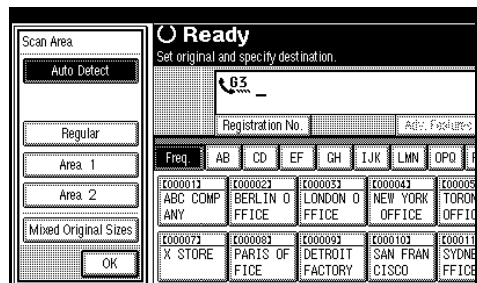 Scan Area
Auto Detect
Regular
Area 1
Area 2
Mixed Original Sizes
OK
Ready
Set original and specify destination.
G3
Registration No.
Adv. Features
Freq. AB CD EF GH IJK LMN OPQ
[00001] [00002] [00003] [00004] [00005
ABC COMP BERLIN O LONDON O NEW YORK TORON
ANY FFICE FFICE OFFICE OFFIC
[00007] [00008] [00009] [00010] [00011
X STORE PARIS OF DETROIT SAN FRAN SYDNE
FICE FACTORY CISCO FFICE